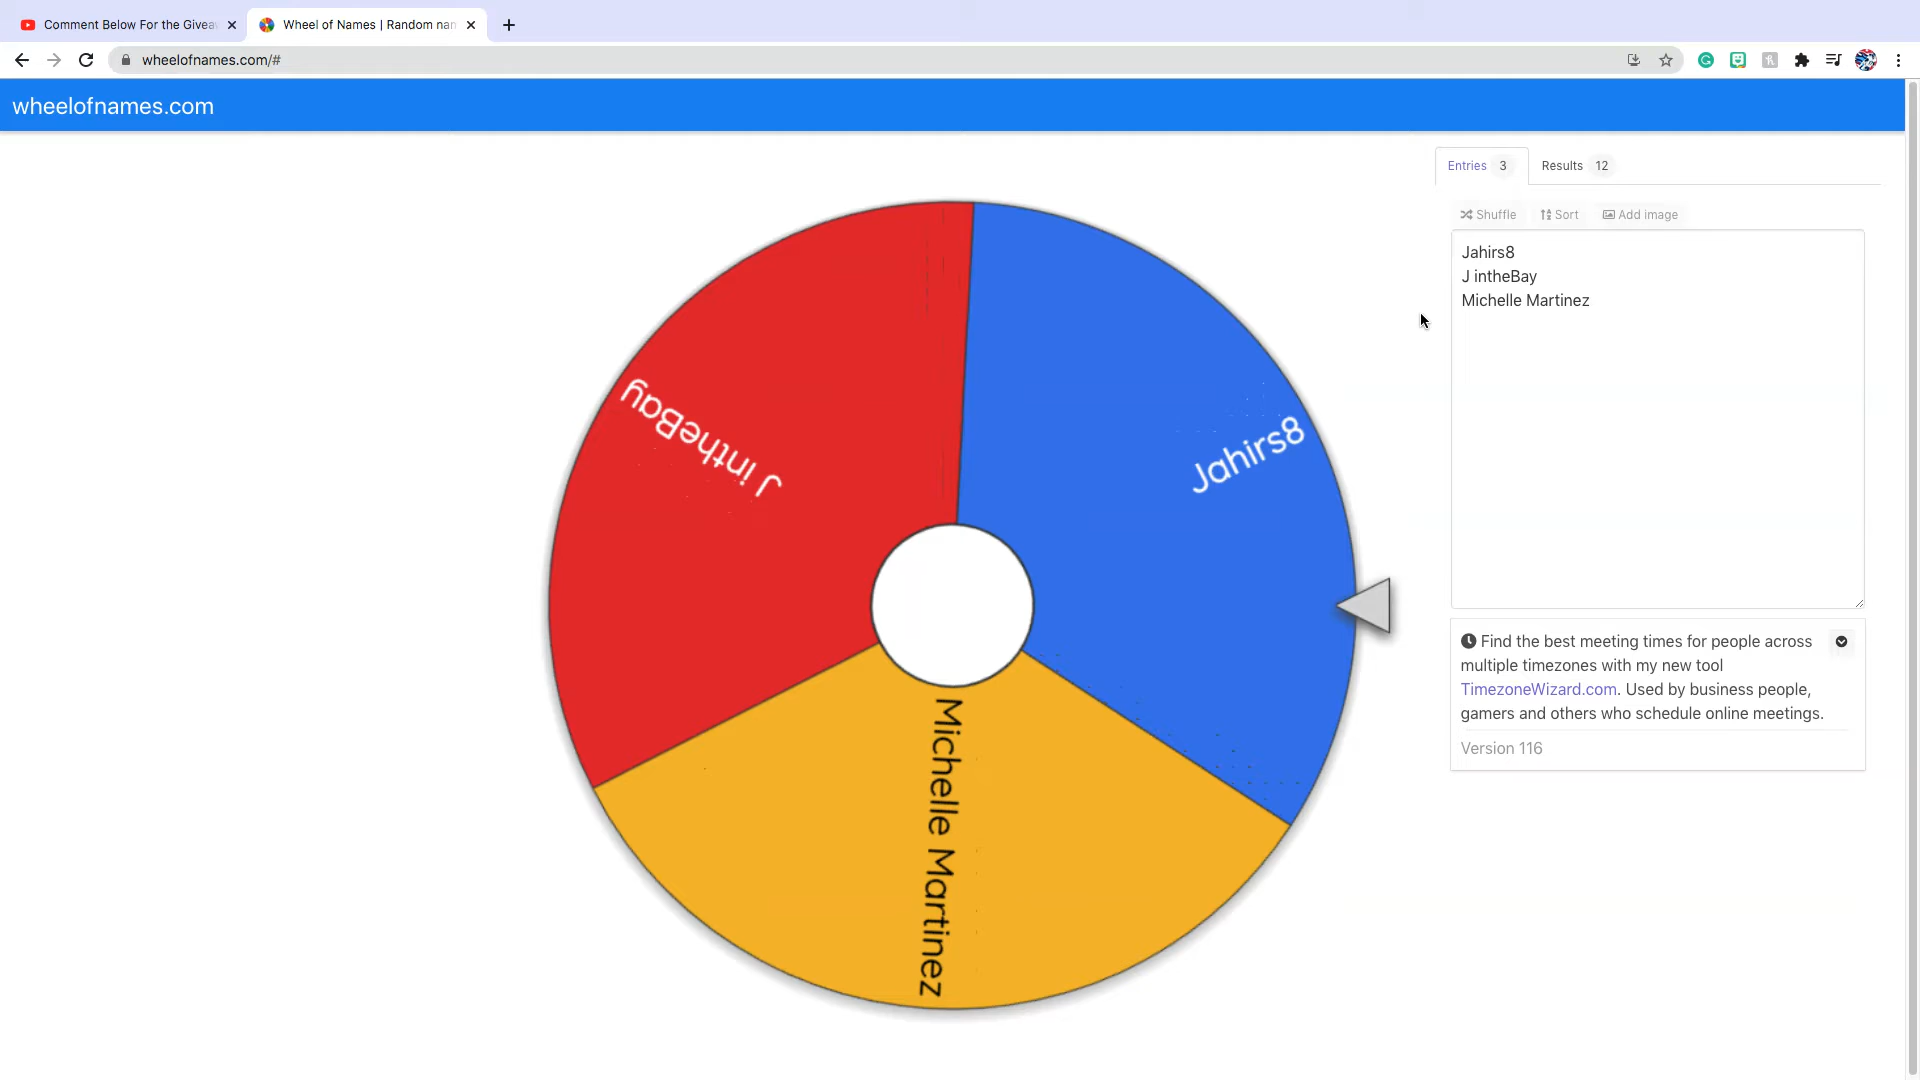 Comment Below For the Givea
Wheel of Names | Random nam
wheelofnames.com/#
wheelofnames.com
Entries 3
Results 12
Shuffle
Sort
Add image
Jahirs8
J intheBay
Michelle Martinez
J intheBay
Jahirs8
Michelle Martinez
Find the best meeting times for people across
multiple timezones with my new tool
TimezoneWizard.com. Used by business people,
gamers and others who schedule online meetings.
Version 116